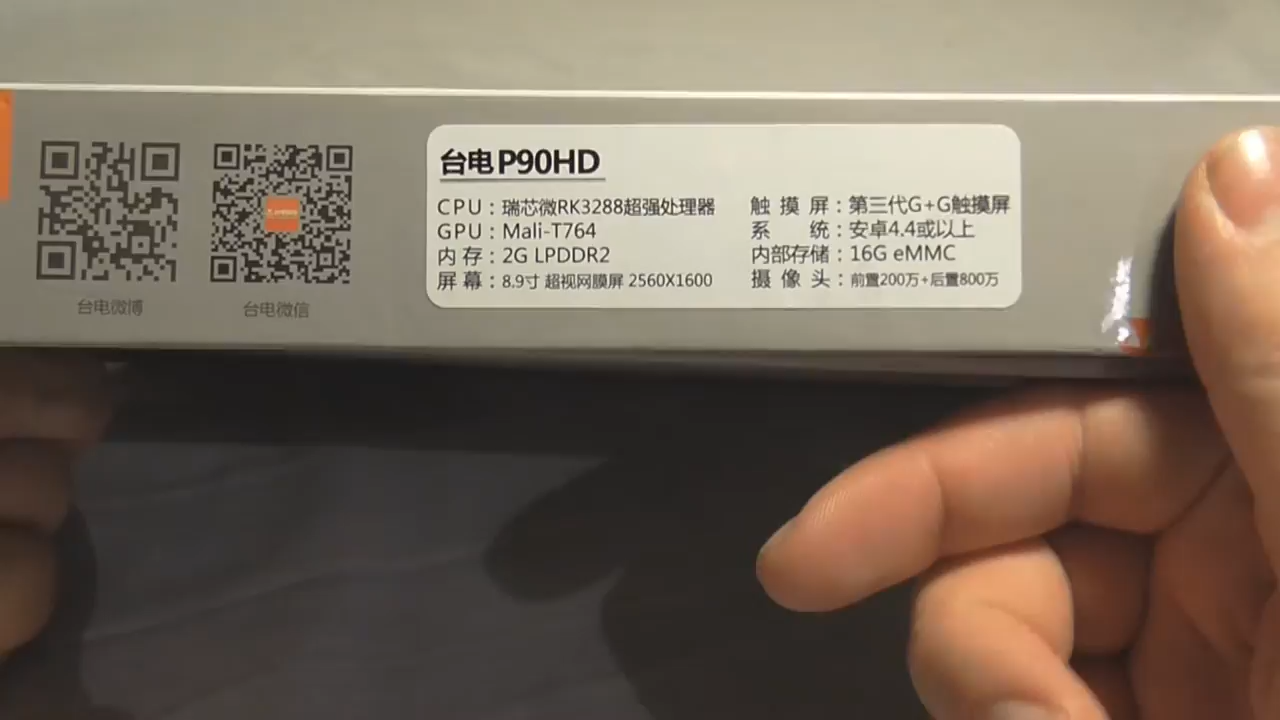 台电P90HD
CPU：瑞芯微RK3288超强处理器
GPU：Mali-T764
内存：2G LPDDR2
屏幕：8.9寸 超视网膜屏 2560X1600
触摸屏：第三代G+G触摸屏
系统：安卓4.4或以上
内部存储：16G eMMC
摄像头：前置200万+后置800万
台电微博
台电微信